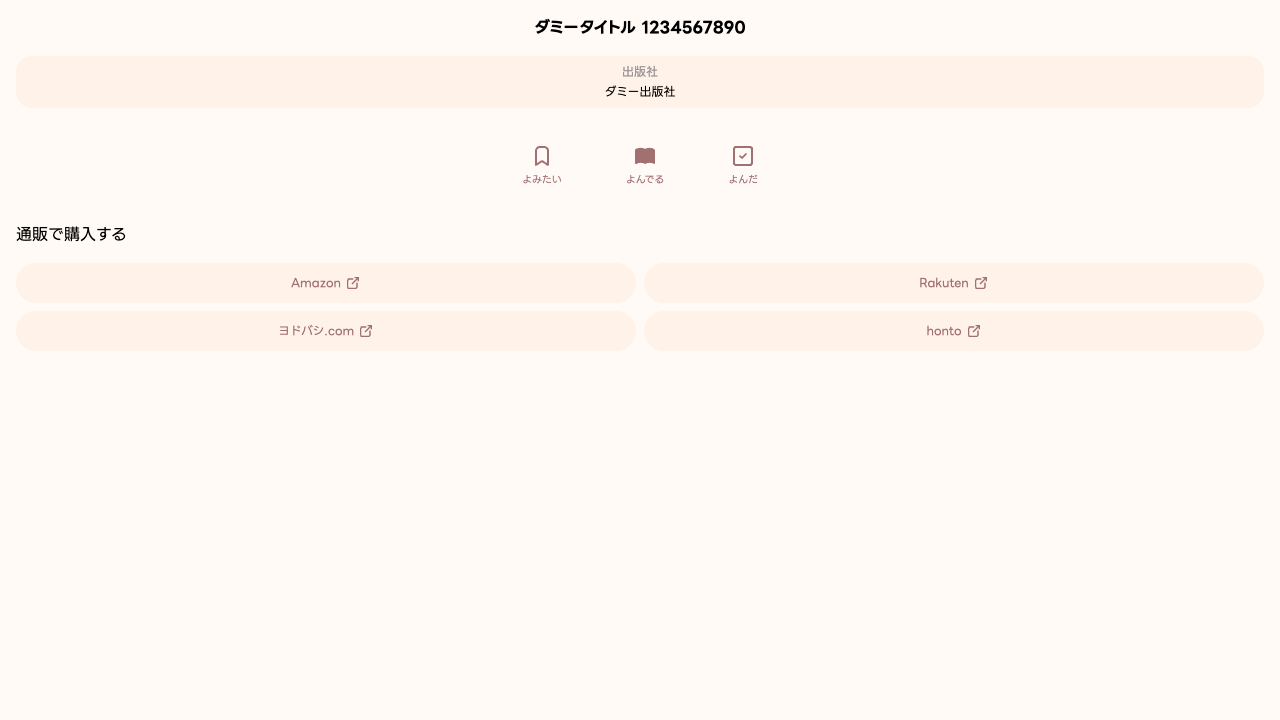 ダミータイトル 1234567890
出版社
ダミー出版社
よみたい
よんでる
よんだ
通販で購入する
Amazon
Rakuten
ヨドバシ.com
honto